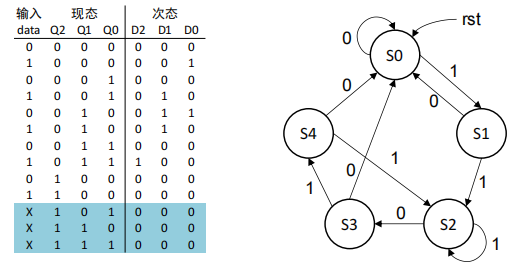 输入 现态 次态
data Q2 Q1 Q0 D2 D1 D0
0 0 0 0 0 0 0
1 0 0 0 0 0 1
0 0 0 1 0 0 0
1 0 0 1 0 1 0
0 0 1 0 0 1 1
1 0 1 0 0 1 0
0 0 1 1 0 0 0
1 0 1 1 1 0 0
0 1 0 0 0 0 0
1 1 0 0 0 0 0
X 1 0 1 0 0 0
X 1 1 0 0 0 0
X 1 1 1 0 0 0
rst
0
S0
1
0
0
S4
S1
1
0
1
1
S3
0
S2
1